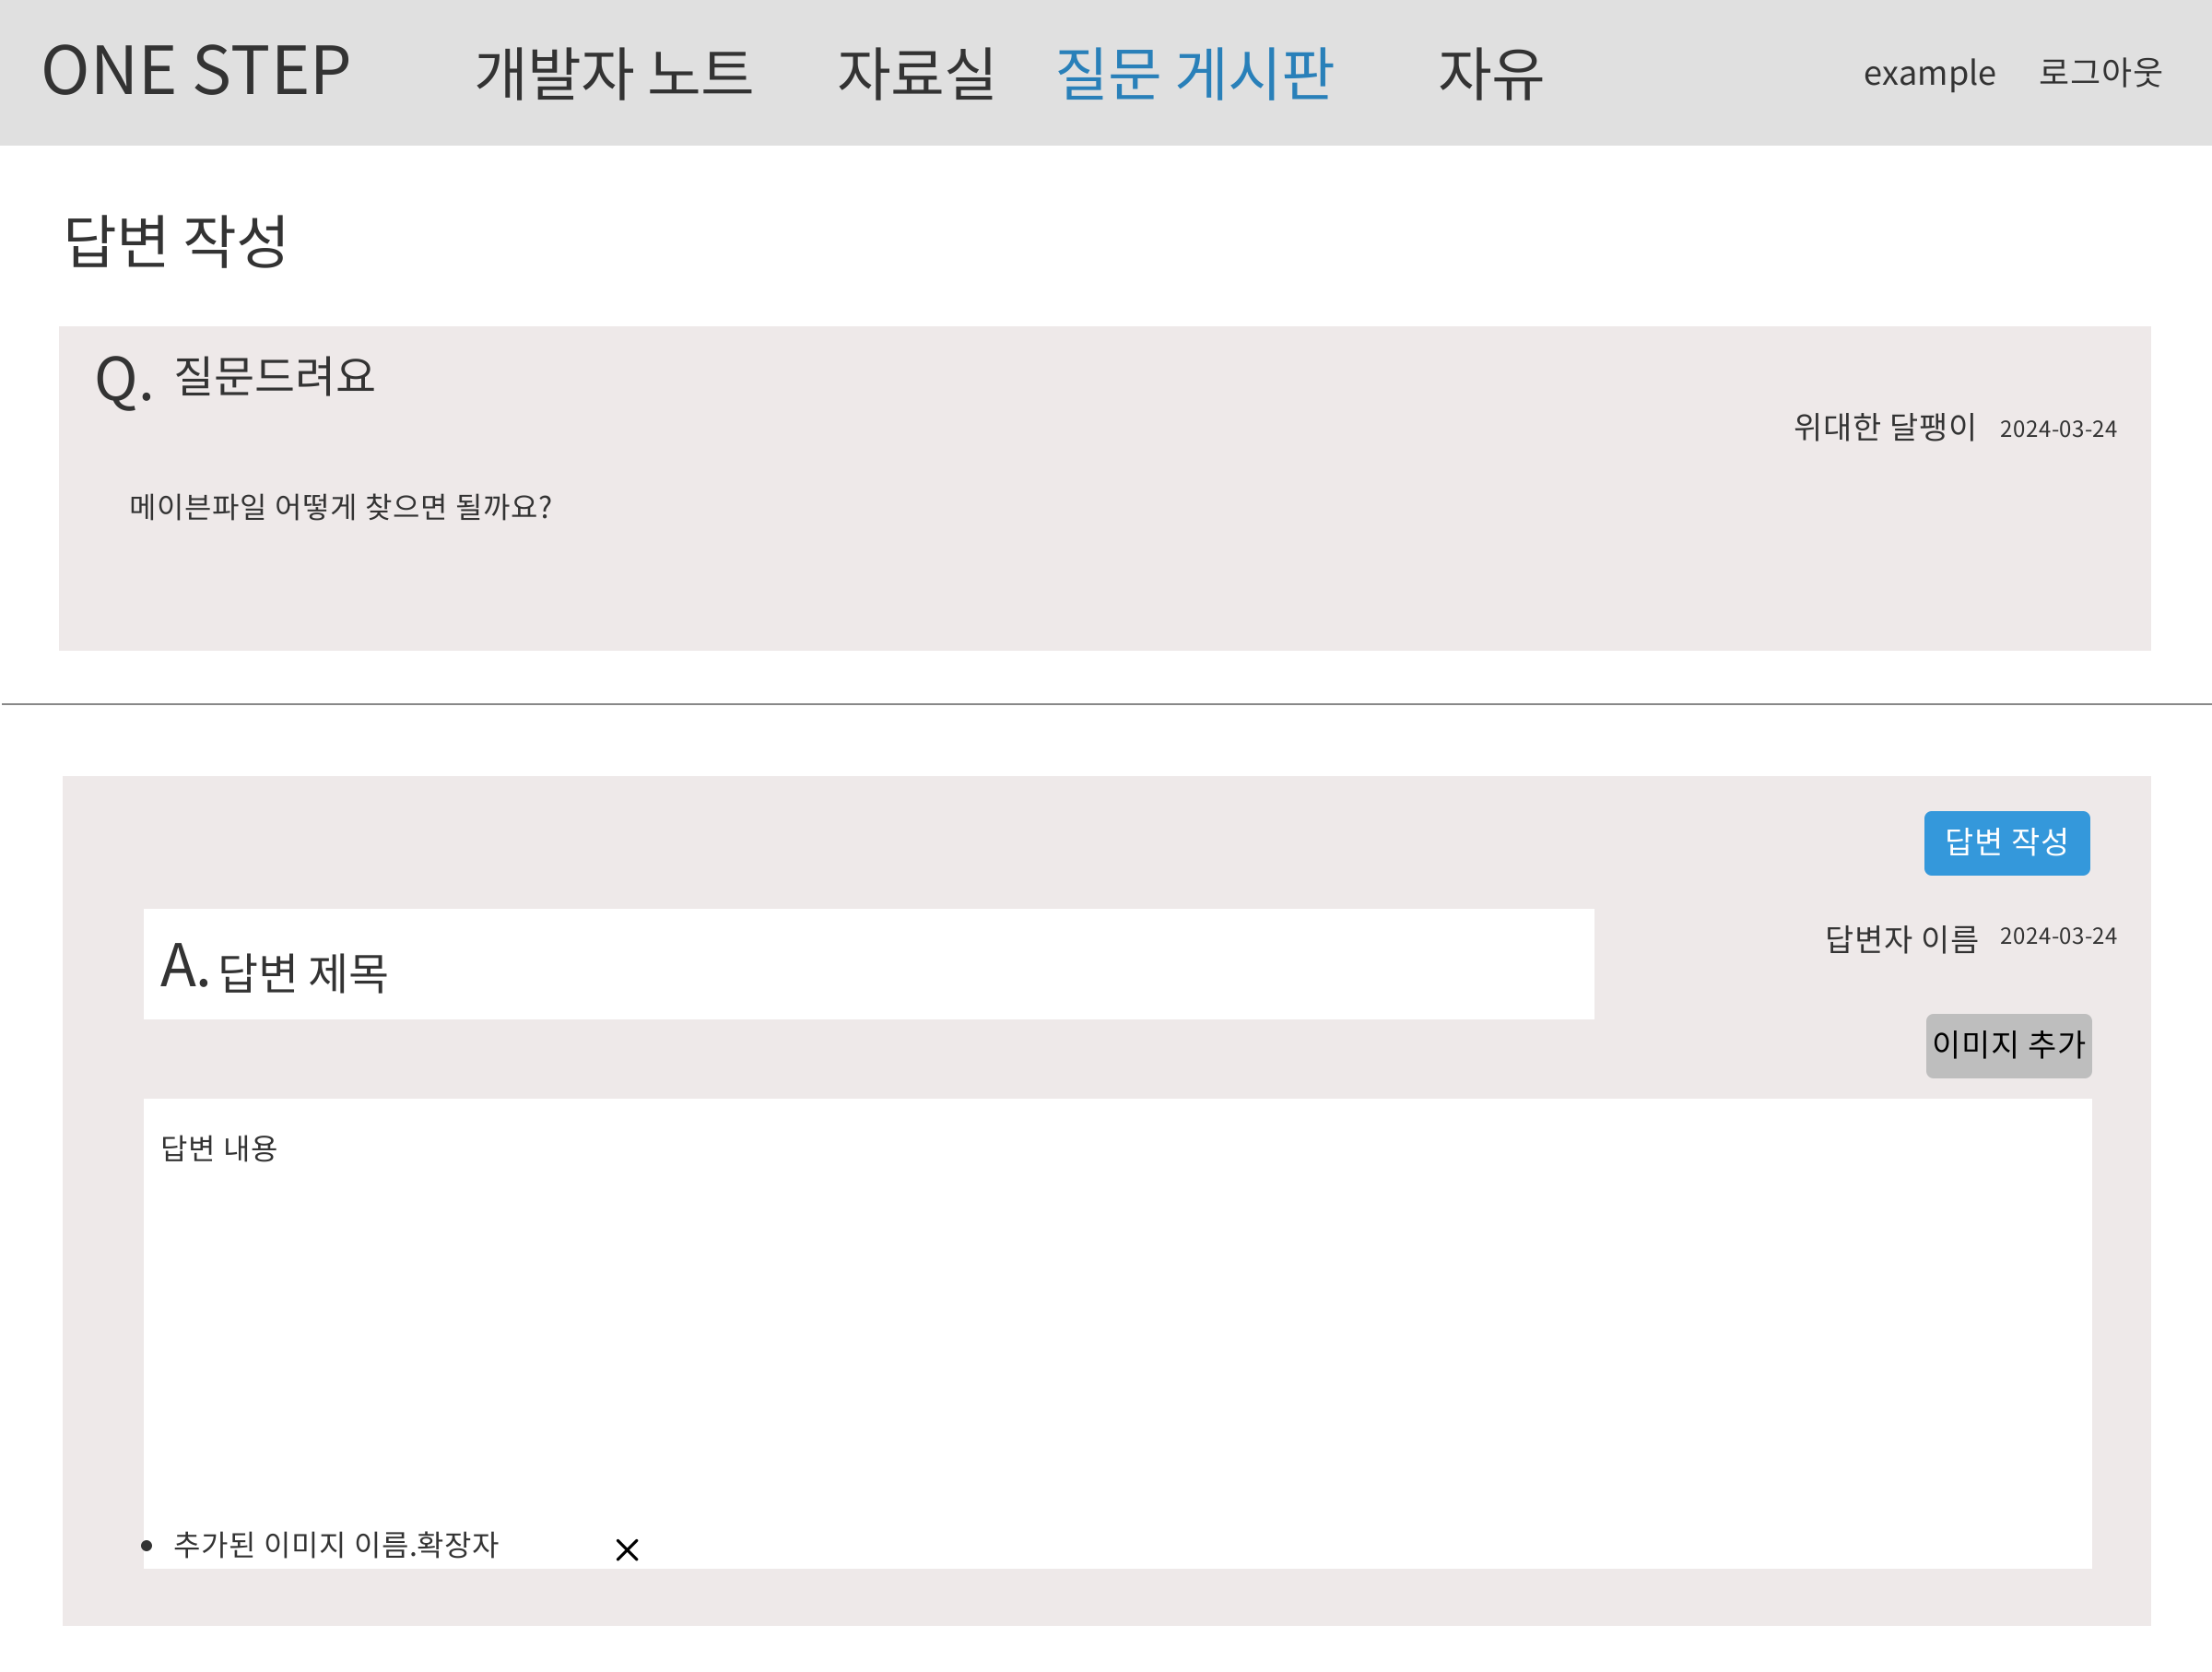 ONE STEP 개발자 노트 자료실 질문 게시판 자유 example 로그아웃
답변 작성
Q. 질문드려요
위대한 달팽이 2024-03-24
메이븐파일 어떻게 찾으면 될까요?
답변 작성
A. 답변 제목
답변자 이름 2024-03-24
이미지 추가
답변 내용
추가된 이미지 이름.확장자